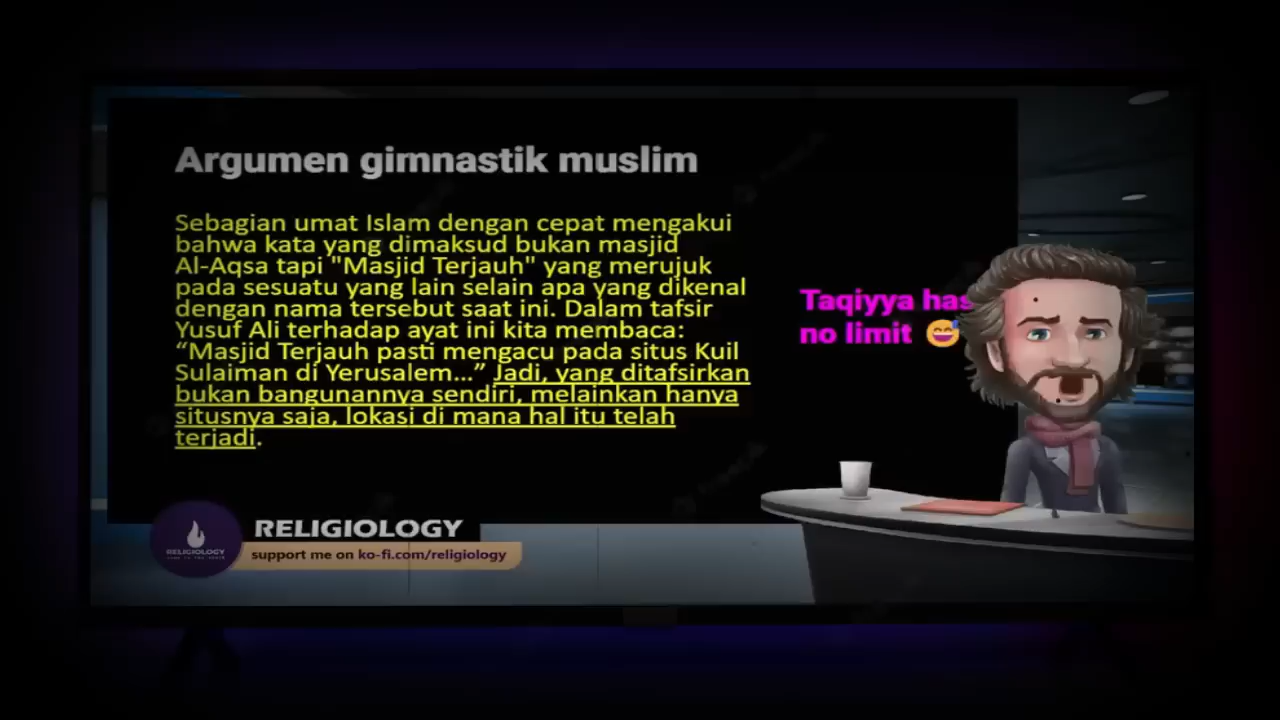 Argumen gimnastik muslim
Sebagian umat Islam dengan cepat mengakui
bahwa kata yang dimaksud bukan masjid
Al-Aqsa tapi "Masjid Terjauh" yang merujuk
pada sesuatu yang lain selain apa yang dikenal
dengan nama tersebut saat ini. Dalam tafsir
Yusuf Ali terhadap ayat ini kita membaca:
“Masjid Terjauh pasti mengacu pada situs Kuil
Sulaiman di Yerusalem...” Jadi, yang ditafsirkan
bukan bangunannya sendiri, melainkan hanya
situsnya saja, lokasi di mana hal itu telah
terjadi.
Taqiyya has
no limit 😅
RELIGIOLOGY
support me on ko-fi.com/religiology
RELIGIOLOGY